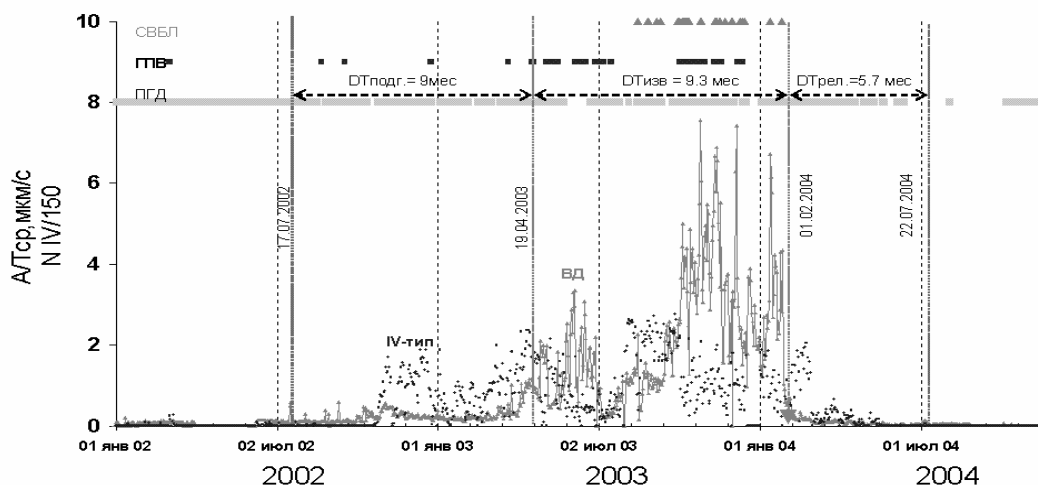 10
СВБЛ
ГПВ
DTподг.= 9мес
DTизв = 9.3 мес
DTрел.=5.7 мес
ПГД
8
6
4
2
0
A/Tср,мкм/с
N IV/150
17.07.2002
19.04.2003
01.02.2004
22.07.2004
ВД
IV-тип
01 янв 02
02 июл 02
01 янв 03
02 июл 03
01 янв 04
01 июл 04
2002
2003
2004